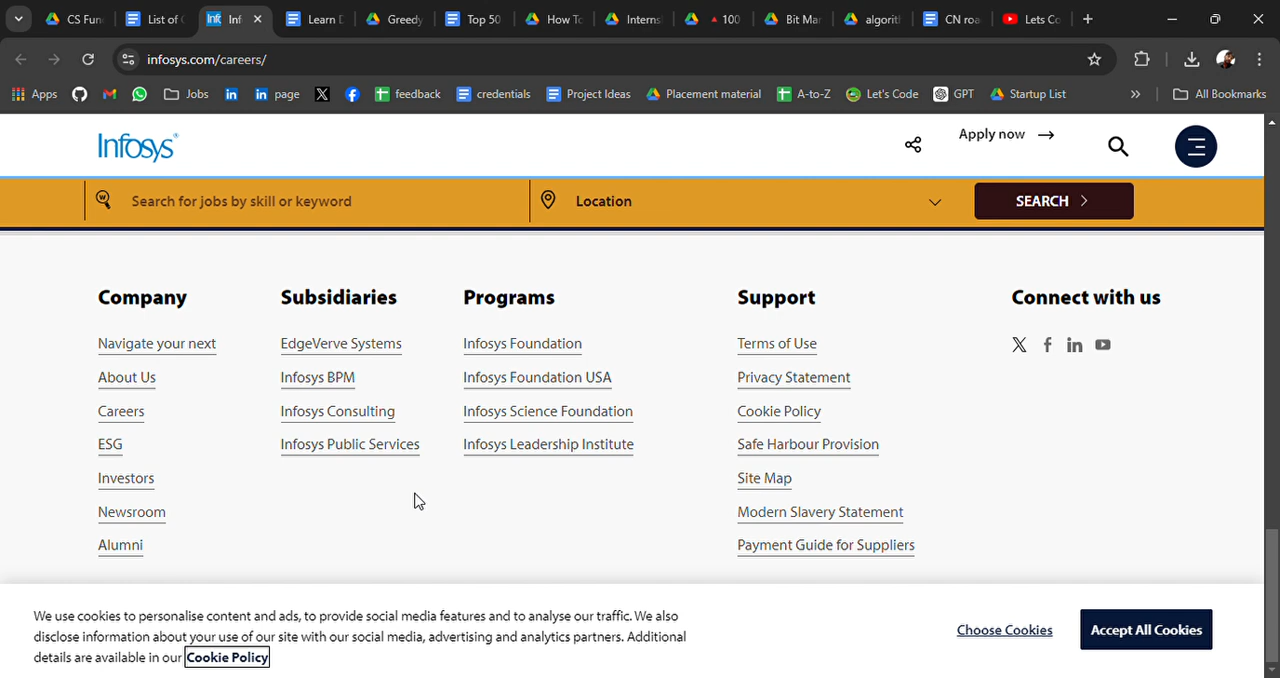 CS Fun
List of C
Inf
Learn D
Greedy
Top 50
How To
Interns
100
Bit Man
algorith
CN roa
Lets Co
infosys.com/careers/
Apps
Jobs
page
feedback
credentials
Project Ideas
Placement material
A-to-Z
Let's Code
GPT
Startup List
All Bookmarks
Infosys®
Apply now
Search for jobs by skill or keyword
Location
SEARCH
Company
Navigate your next
About Us
Careers
ESG
Investors
Newsroom
Alumni
Subsidiaries
EdgeVerve Systems
Infosys BPM
Infosys Consulting
Infosys Public Services
Programs
Infosys Foundation
Infosys Foundation USA
Infosys Science Foundation
Infosys Leadership Institute
Support
Terms of Use
Privacy Statement
Cookie Policy
Safe Harbour Provision
Site Map
Modern Slavery Statement
Payment Guide for Suppliers
Connect with us
We use cookies to personalise content and ads, to provide social media features and to analyse our traffic. We also
disclose information about your use of our site with our social media, advertising and analytics partners. Additional
details are available in our Cookie Policy
Choose Cookies
Accept All Cookies